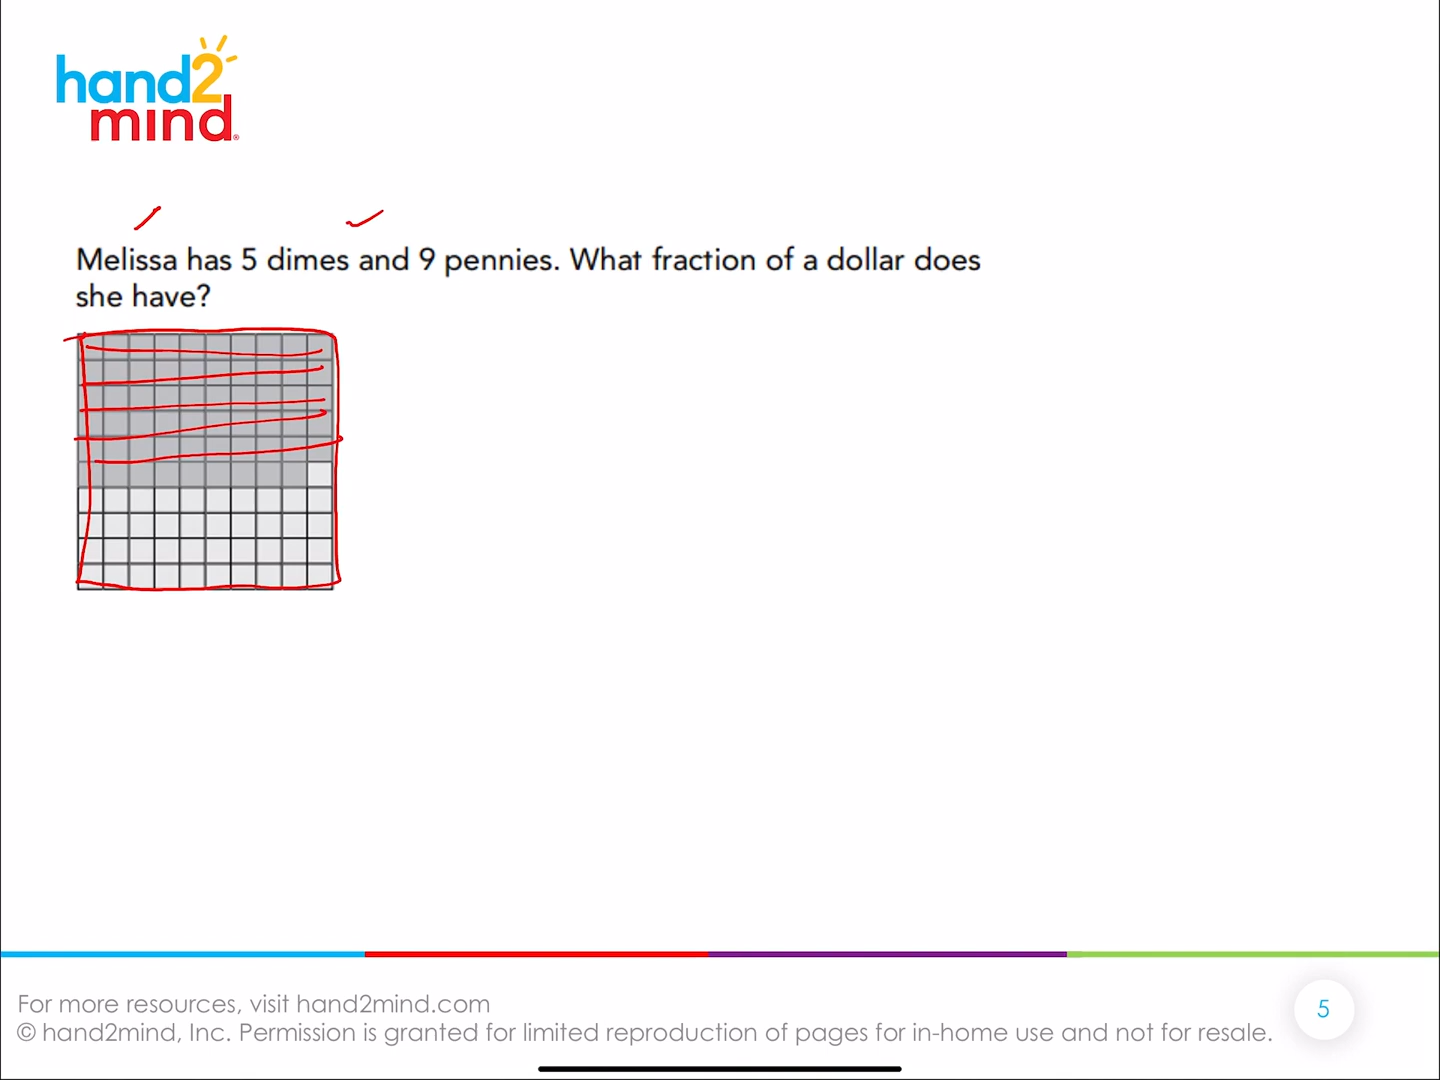 hand2
mind®
Melissa has 5 dimes and 9 pennies. What fraction of a dollar does
she have?
For more resources, visit hand2mind.com
© hand2mind, Inc. Permission is granted for limited reproduction of pages for in-home use and not for resale.
5